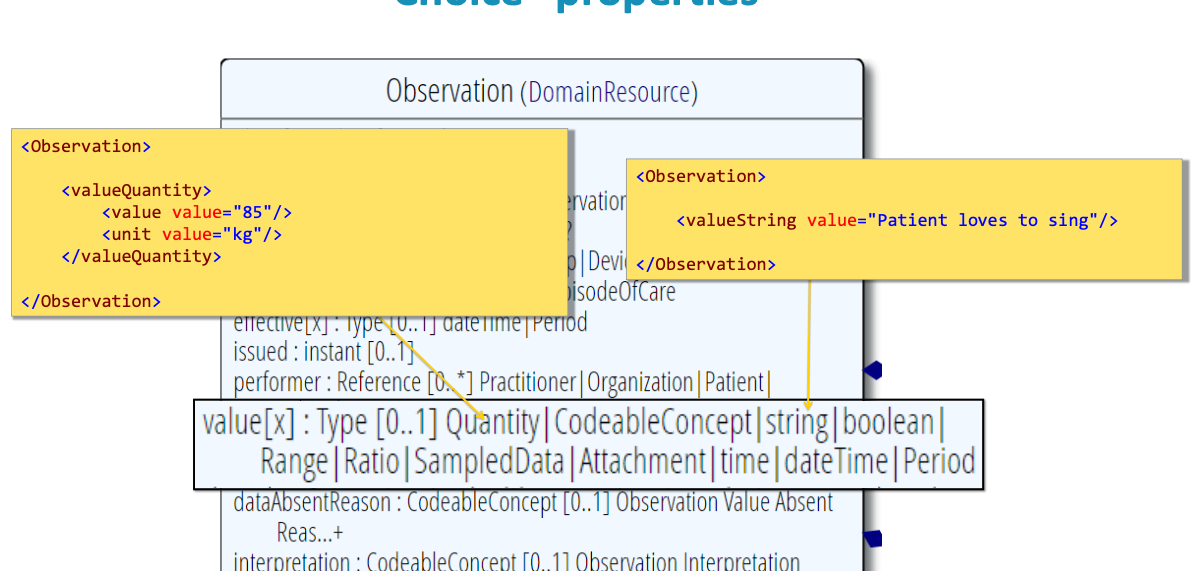 "Choice" properties
Observation (DomainResource)
<Observation>
<valueQuantity>
<value value="85"/>
<unit value="kg"/>
</valueQuantity>
</Observation>
<Observation>
<valueString value="Patient loves to sing"/>
</Observation>
?
isodeOfCare
effective[x] : Type [0..1] dateTime|Period
issued : instant [0..1]
performer : Reference [0..*] Practitioner|Organization|Patient|
value[x] : Type [0..1] Quantity|CodeableConcept|string|boolean|
Range|Ratio|SampledData|Attachment|time|dateTime|Period
dataAbsentReason : CodeableConcept [0..1] Observation Value Absent
Reas...+
interpretation : CodeableConcept [0..1] Observation Interpretation